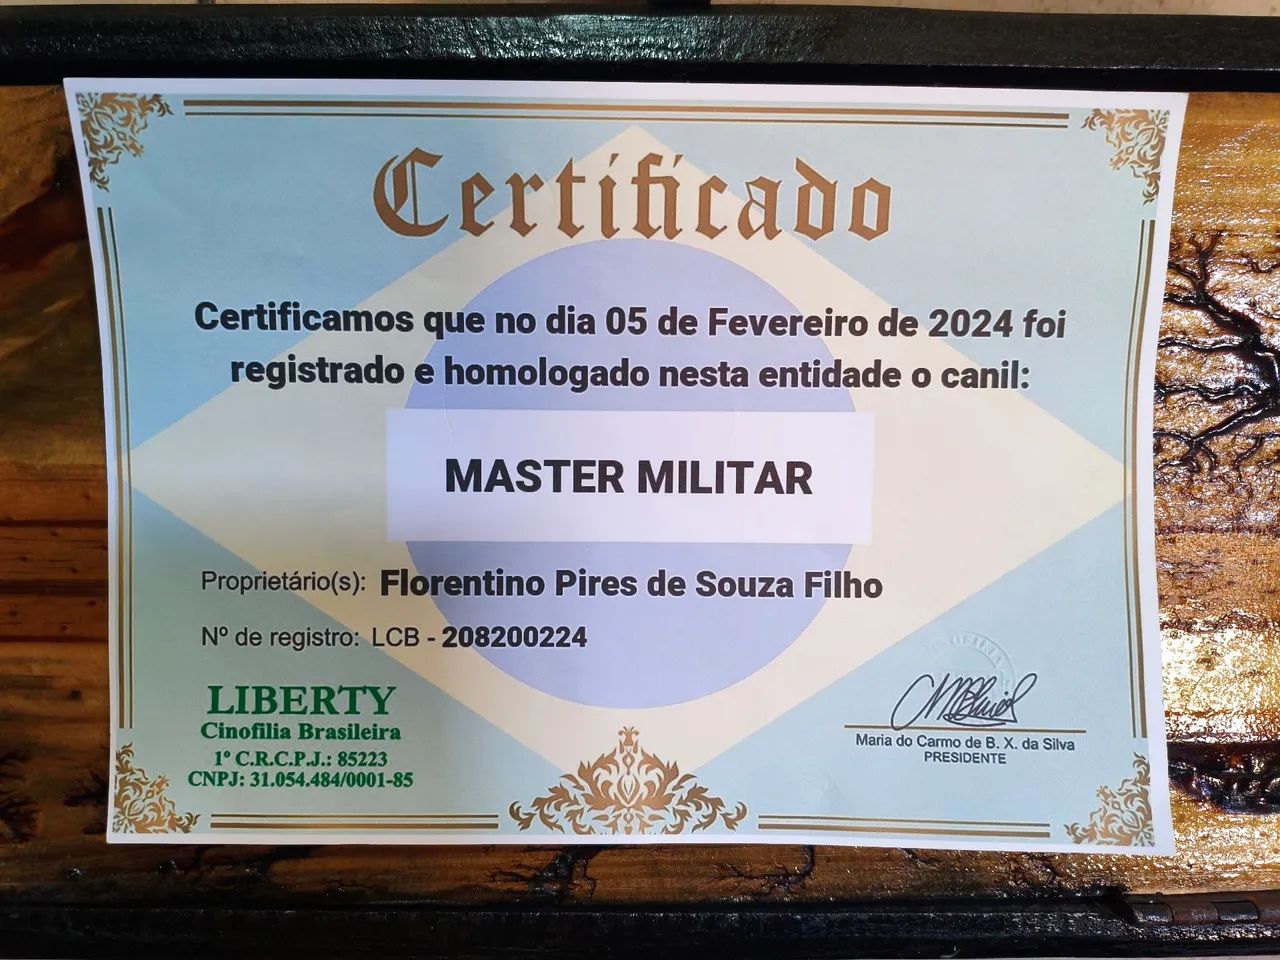 Certificado
Certificamos que no dia 05 de Fevereiro de 2024 foi
registrado e homologado nesta entidade o canil:
MASTER MILITAR
Proprietário(s): Florentino Pires de Souza Filho
Nº de registro: LCB - 208200224
LIBERTY
Cinofilia Brasileira
1º C.R.C.P.J.: 85223
CNPJ: 31.054.484/0001-85
Maria do Carmo de B. X. da Silva
PRESIDENTE